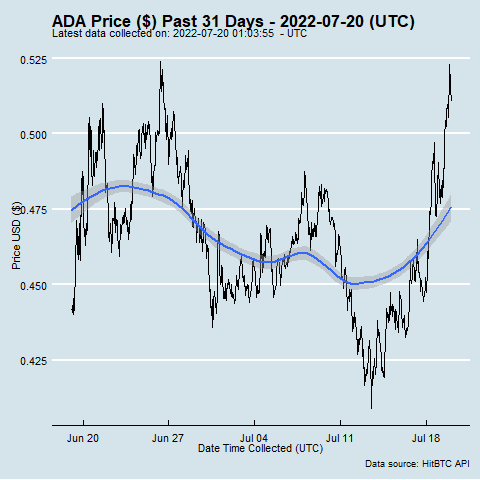 ADA Price ($) Past 31 Days - 2022-07-20 (UTC)
Latest data collected on: 2022-07-20 01:03:55  - UTC
0.525
0.500
0.475
0.450
0.425
Price USD ($)
Jun 20
Jun 27
Jul 04
Jul 11
Jul 18
Date Time Collected (UTC)
Data source: HitBTC API